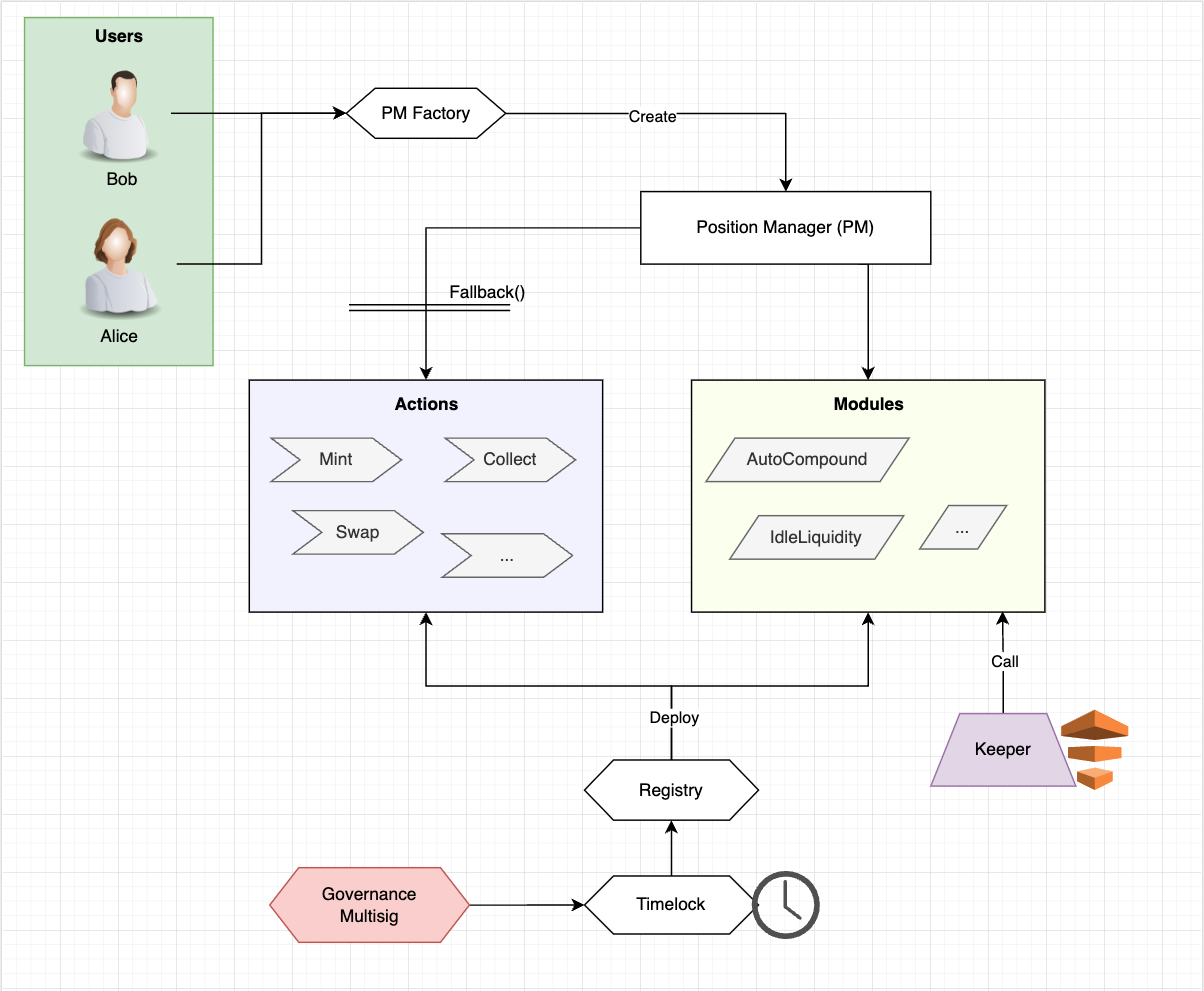 Users
Bob
Alice
PM Factory
Create
Position Manager (PM)
Fallback()
Actions
Mint
Collect
Swap
...
Modules
AutoCompound
IdleLiquidity
...
Call
Deploy
Keeper
Registry
Governance
Multisig
Timelock